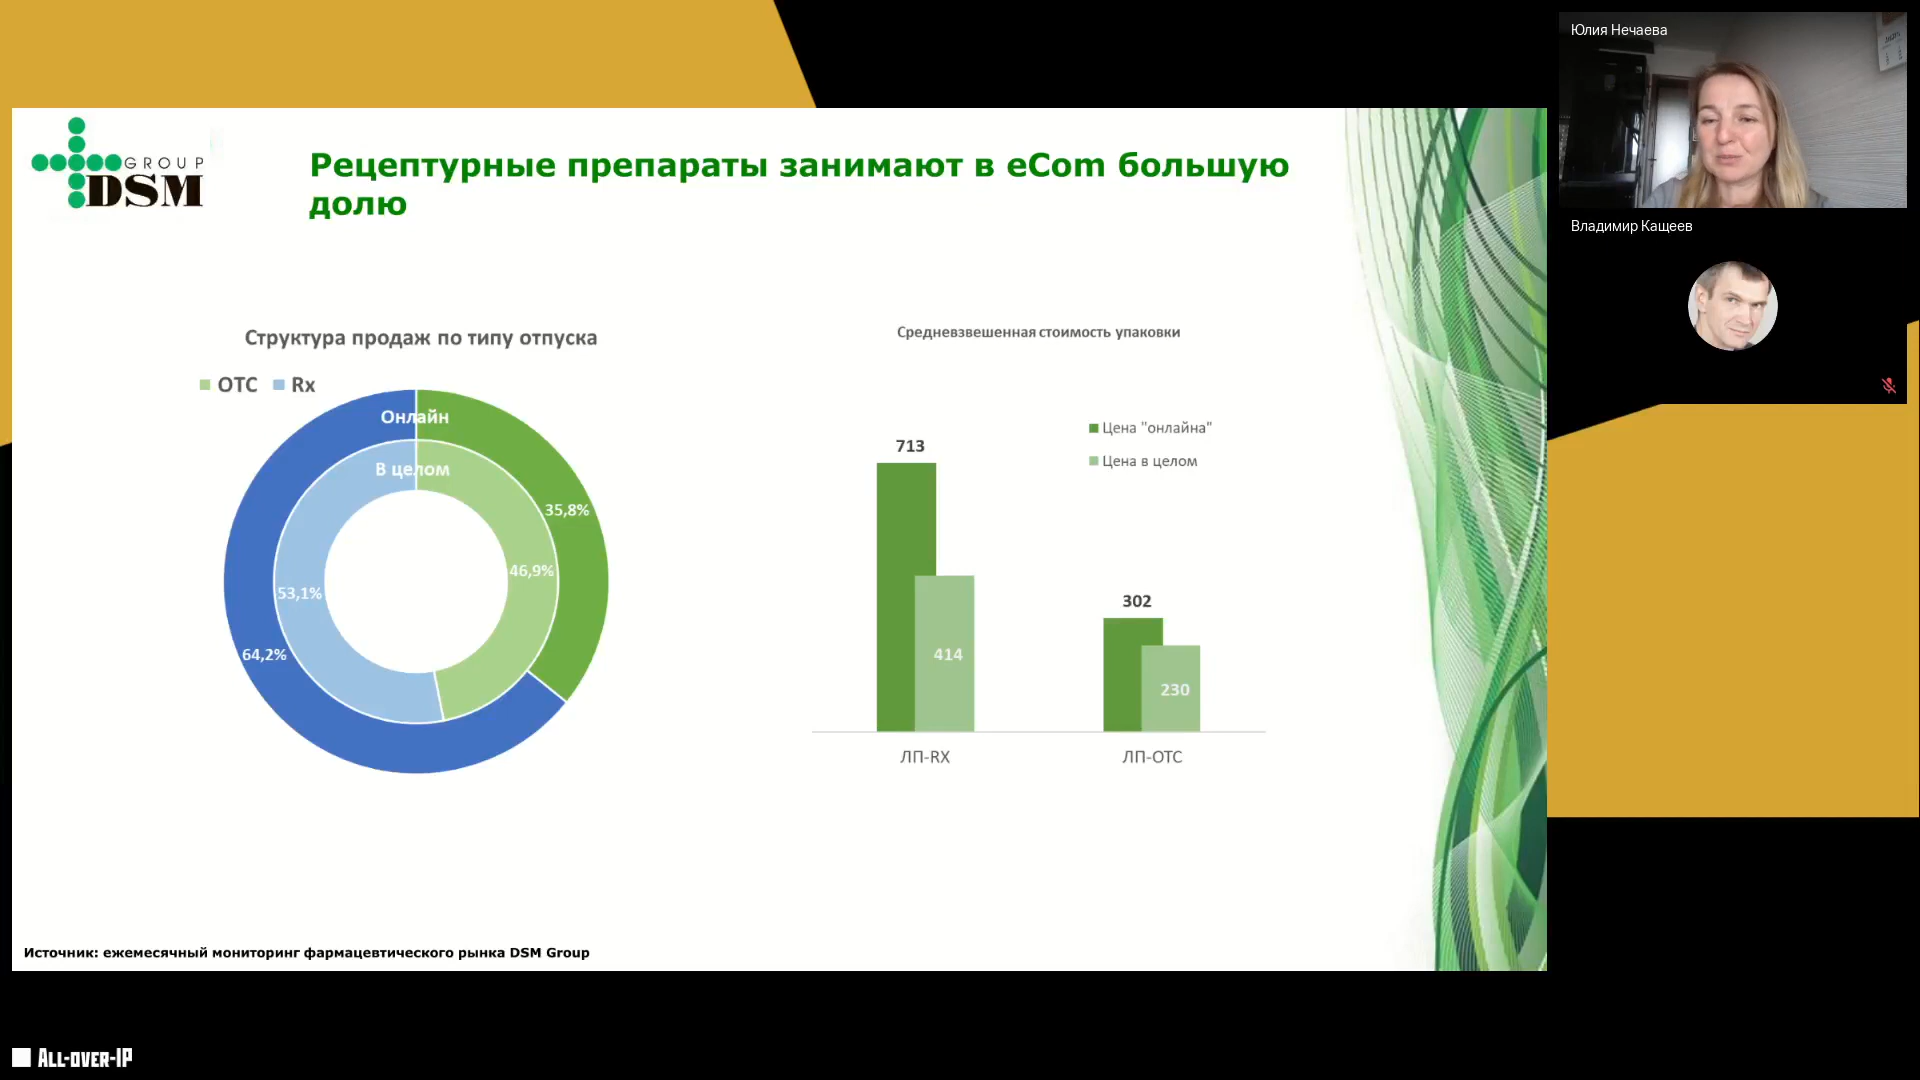 GROUP
DSM
Рецептурные препараты занимают в eCom большую
долю
Структура продаж по типу отпуска
ОТС Rx
Онлайн
В целом
35,8%
46,9%
53,1%
64,2%
Средневзвешенная стоимость упаковки
Цена "онлайна"
Цена в целом
713
414
302
230
ЛП-RX
ЛП-ОТС
Источник: ежемесячный мониторинг фармацевтического рынка DSM Group
Юлия Нечаева
Владимир Кащеев
ALL-OVER-IP